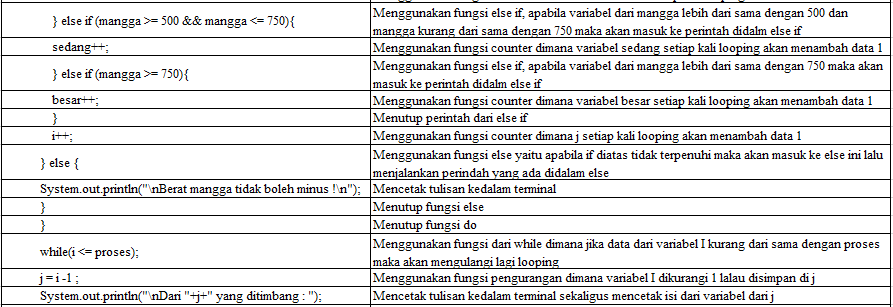 } else if (mangga >= 500 && mangga <= 750){
Menggunakan fungsi else if, apabila variabel dari mangga lebih dari sama dengan 500 dan
mangga kurang dari sama dengan 750 maka akan masuk ke perintah didalm else if
sedang++;
Menggunakan fungsi counter dimana variabel sedang setiap kali looping akan menambah data 1
} else if (mangga >= 750){
Menggunakan fungsi else if, apabila variabel dari mangga lebih dari sama dengan 750 maka akan
masuk ke perintah didalm else if
besar++;
Menggunakan fungsi counter dimana variabel besar setiap kali looping akan menambah data 1
}
Menutup perintah dari else if
i++;
Menggunakan fungsi counter dimana j setiap kali looping akan menambah data 1
} else {
Menggunakan fungsi else yaitu apabila if diatas tidak terpenuhi maka akan masuk ke else ini lalu
menjalankan perindah yang ada didalam else
System.out.println("\nBerat mangga tidak boleh minus !\n");
Mencetak tulisan kedalam terminal
}
Menutup fungsi else
}
Menutup fungsi do
while(i <= proses);
Menggunakan fungsi dari while dimana jika data dari variabel I kurang dari sama dengan proses
maka akan mengulangi lagi looping
j = i -1 ;
Menggunakan fungsi pengurangan dimana variabel I dikurangi 1 lalau disimpan di j
System.out.println("\nDari "+j+" yang ditimbang : ");
Mencetak tulisan kedalam terminal sekaligus mencetak isi dari variabel dari j